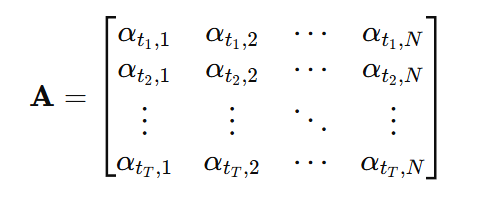 A = [ α_{t_1,1} α_{t_1,2} ⋯ α_{t_1,N}
α_{t_2,1} α_{t_2,2} ⋯ α_{t_2,N}
⋮ ⋮ ⋱ ⋮
α_{t_T,1} α_{t_T,2} ⋯ α_{t_T,N} ]